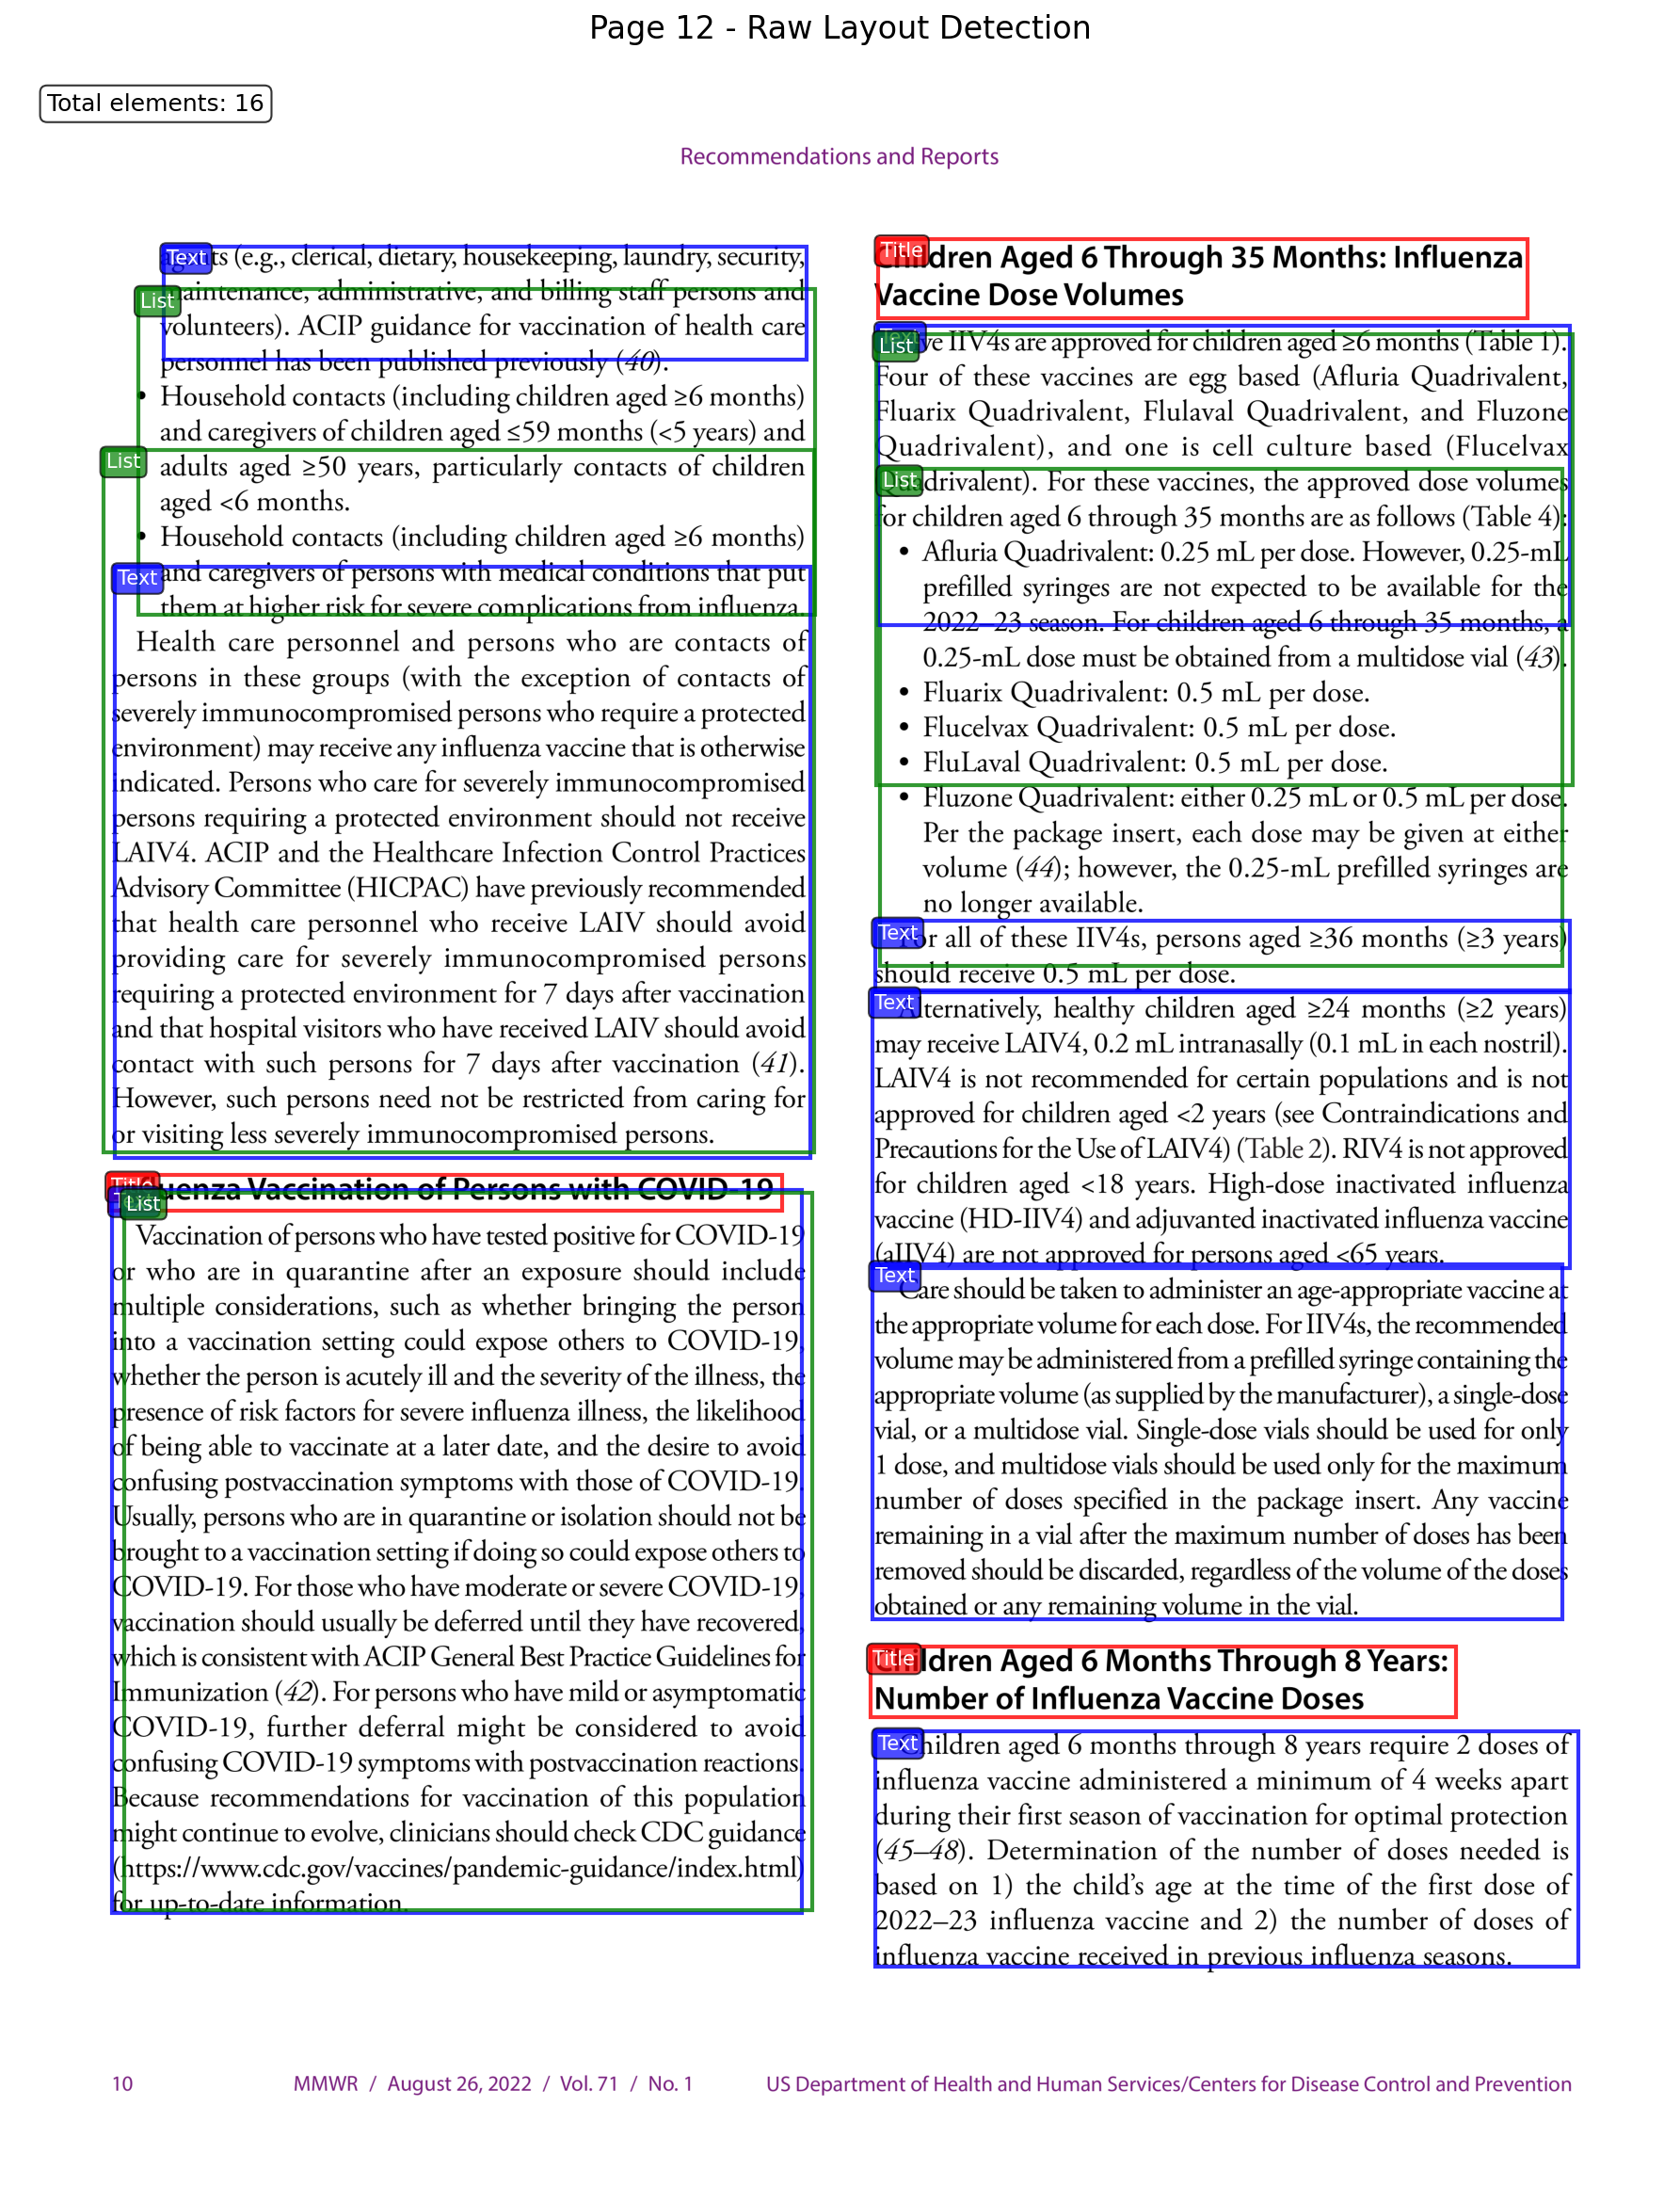 Page 12 - Raw Layout Detection
Total elements: 16
Recommendations and Reports
Text
ts (e.g., clerical, dietary, housekeeping, laundry, security,
List
maintenance, administrative, and billing staff persons and
volunteers). ACIP guidance for vaccination of health care
personnel has been published previously (40).
• Household contacts (including children aged ≥6 months)
and caregivers of children aged ≤59 months (<5 years) and
List
adults aged ≥50 years, particularly contacts of children
aged <6 months.
• Household contacts (including children aged ≥6 months)
Text
and caregivers of persons with medical conditions that put
them at higher risk for severe complications from influenza.
Health care personnel and persons who are contacts of
persons in these groups (with the exception of contacts of
severely immunocompromised persons who require a protected
environment) may receive any influenza vaccine that is otherwise
indicated. Persons who care for severely immunocompromised
persons requiring a protected environment should not receive
LAIV4. ACIP and the Healthcare Infection Control Practices
Advisory Committee (HICPAC) have previously recommended
that health care personnel who receive LAIV should avoid
providing care for severely immunocompromised persons
requiring a protected environment for 7 days after vaccination
and that hospital visitors who have received LAIV should avoid
contact with such persons for 7 days after vaccination (41).
However, such persons need not be restricted from caring for
or visiting less severely immunocompromised persons.
Title
uenza Vaccination of Persons with COVID-19
List
Vaccination of persons who have tested positive for COVID-19
or who are in quarantine after an exposure should include
multiple considerations, such as whether bringing the person
into a vaccination setting could expose others to COVID-19,
whether the person is acutely ill and the severity of the illness, the
presence of risk factors for severe influenza illness, the likelihood
of being able to vaccinate at a later date, and the desire to avoid
confusing postvaccination symptoms with those of COVID-19.
Usually, persons who are in quarantine or isolation should not be
brought to a vaccination setting if doing so could expose others to
COVID-19. For those who have moderate or severe COVID-19,
vaccination should usually be deferred until they have recovered,
which is consistent with ACIP General Best Practice Guidelines for
Immunization (42). For persons who have mild or asymptomatic
COVID-19, further deferral might be considered to avoid
confusing COVID-19 symptoms with postvaccination reactions.
Because recommendations for vaccination of this population
might continue to evolve, clinicians should check CDC guidance
(https://www.cdc.gov/vaccines/pandemic-guidance/index.html)
for up-to-date information.
Title
Children Aged 6 Through 35 Months: Influenza
Vaccine Dose Volumes
Text
List
ve IIV4s are approved for children aged ≥6 months (Table 1).
Four of these vaccines are egg based (Afluria Quadrivalent,
Fluarix Quadrivalent, Flulaval Quadrivalent, and Fluzone
Quadrivalent), and one is cell culture based (Flucelvax
List
Quadrivalent). For these vaccines, the approved dose volumes
for children aged 6 through 35 months are as follows (Table 4):
• Afluria Quadrivalent: 0.25 mL per dose. However, 0.25-mL
prefilled syringes are not expected to be available for the
2022–23 season. For children aged 6 through 35 months, a
0.25-mL dose must be obtained from a multidose vial (43).
• Fluarix Quadrivalent: 0.5 mL per dose.
• Flucelvax Quadrivalent: 0.5 mL per dose.
• FluLaval Quadrivalent: 0.5 mL per dose.
• Fluzone Quadrivalent: either 0.25 mL or 0.5 mL per dose.
Per the package insert, each dose may be given at either
volume (44); however, the 0.25-mL prefilled syringes are
no longer available.
Text
For all of these IIV4s, persons aged ≥36 months (≥3 years)
should receive 0.5 mL per dose.
Text
Alternatively, healthy children aged ≥24 months (≥2 years)
may receive LAIV4, 0.2 mL intranasally (0.1 mL in each nostril).
LAIV4 is not recommended for certain populations and is not
approved for children aged <2 years (see Contraindications and
Precautions for the Use of LAIV4) (Table 2). RIV4 is not approved
for children aged <18 years. High-dose inactivated influenza
vaccine (HD-IIV4) and adjuvanted inactivated influenza vaccine
(aIIV4) are not approved for persons aged <65 years.
Text
Care should be taken to administer an age-appropriate vaccine at
the appropriate volume for each dose. For IIV4s, the recommended
volume may be administered from a prefilled syringe containing the
appropriate volume (as supplied by the manufacturer), a single-dose
vial, or a multidose vial. Single-dose vials should be used for only
1 dose, and multidose vials should be used only for the maximum
number of doses specified in the package insert. Any vaccine
remaining in a vial after the maximum number of doses has been
removed should be discarded, regardless of the volume of the doses
obtained or any remaining volume in the vial.
Title
Children Aged 6 Months Through 8 Years:
Number of Influenza Vaccine Doses
Text
Children aged 6 months through 8 years require 2 doses of
influenza vaccine administered a minimum of 4 weeks apart
during their first season of vaccination for optimal protection
(45–48). Determination of the number of doses needed is
based on 1) the child's age at the time of the first dose of
2022–23 influenza vaccine and 2) the number of doses of
influenza vaccine received in previous influenza seasons.
10
MMWR / August 26, 2022 / Vol. 71 / No. 1
US Department of Health and Human Services/Centers for Disease Control and Prevention